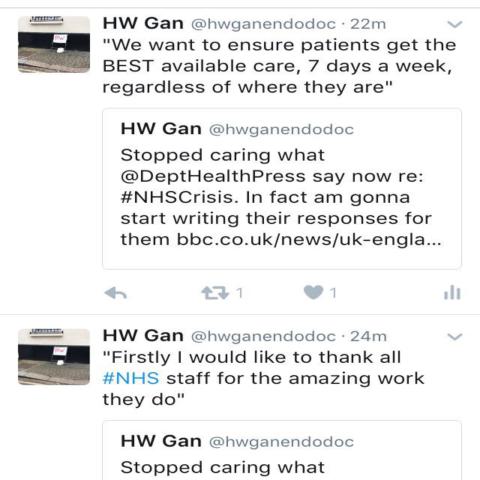 HW Gan @hwganendodoc · 22m
"We want to ensure patients get the
BEST available care, 7 days a week,
regardless of where they are"
HW Gan @hwganendodoc
Stopped caring what
@DeptHealthPress say now re:
#NHSCrisis. In fact am gonna
start writing their responses for
them bbc.co.uk/news/uk-engla...
1 1
HW Gan @hwganendodoc · 24m
"Firstly I would like to thank all
#NHS staff for the amazing work
they do"
HW Gan @hwganendodoc
Stopped caring what